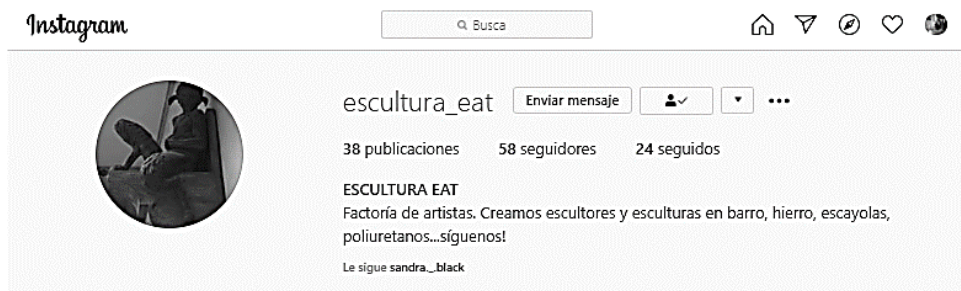 Instagram
Busca
escultura_eat Enviar mensaje
38 publicaciones 58 seguidores 24 seguidos
ESCULTURA EAT
Factoría de artistas. Creamos escultores y esculturas en barro, hierro, escayolas,
poliuretanos...síguenos!
Le sigue sandra._.black